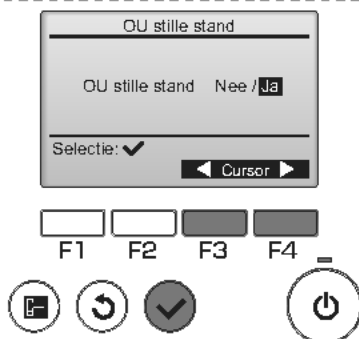 OU stille stand
OU stille stand Nee / Ja
Selectie: ✔
◀ Cursor ▶
F1 F2 F3 F4